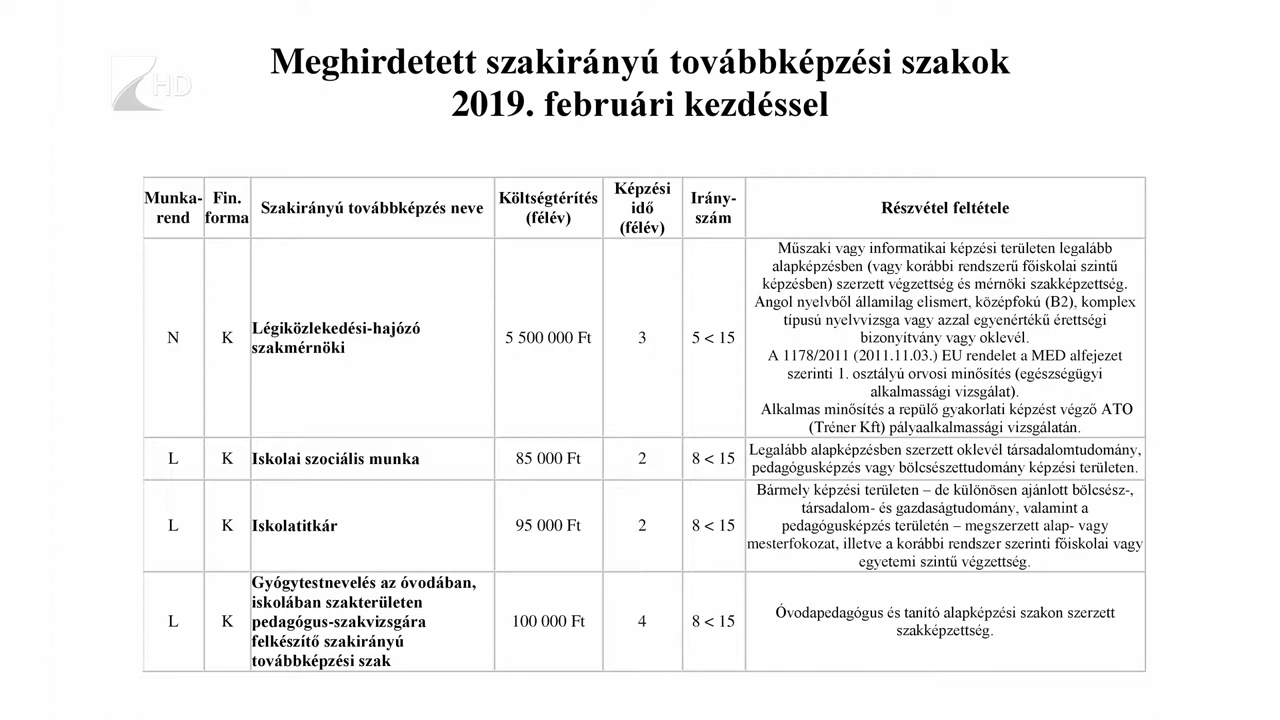 HD
Meghirdetett szakirányú továbbképzési szakok
2019. februári kezdéssel
Munka-
rend
Fin.
forma
Szakirányú továbbképzés neve
Költségtérítés
(félév)
Képzési
idő
(félév)
Irány-
szám
Részvétel feltétele
N
K
Légiközlekedési-hajózó
szakmérnöki
5 500 000 Ft
3
5 < 15
Műszaki vagy informatikai képzési területen legalább
alapképzésben (vagy korábbi rendszerű főiskolai szintű
képzésben) szerzett végzettség és mérnöki szakképzettség.
Angol nyelvből államilag elismert, középfokú (B2), komplex
típusú nyelvvizsga vagy azzal egyenértékű érettségi
bizonyítvány vagy oklevél.
A 1178/2011 (2011.11.03.) EU rendelet a MED alfejezet
szerinti 1. osztályú orvosi minősítés (egészségügyi
alkalmassági vizsgálat).
Alkalmas minősítés a repülő gyakorlati képzést végző ATO
(Tréner Kft) pályaalkalmassági vizsgálatán.
L
K
Iskolai szociális munka
85 000 Ft
2
8 < 15
Legalább alapképzésben szerzett oklevél társadalomtudomány,
pedagógusképzés vagy bölcsészettudomány képzési területen.
L
K
Iskolatitkár
95 000 Ft
2
8 < 15
Bármely képzési területen – de különösen ajánlott bölcsész-,
társadalom- és gazdaságtudomány, valamint a
pedagógusképzés területén – megszerzett alap- vagy
mesterfokozat, illetve a korábbi rendszer szerinti főiskolai vagy
egyetemi szintű végzettség.
L
K
Gyógytestnevelés az óvodában,
iskolában szakterületen
pedagógus-szakvizsgára
felkészítő szakirányú
továbbképzési szak
100 000 Ft
4
8 < 15
Óvodapedagógus és tanító alapképzési szakon szerzett
szakképzettség.